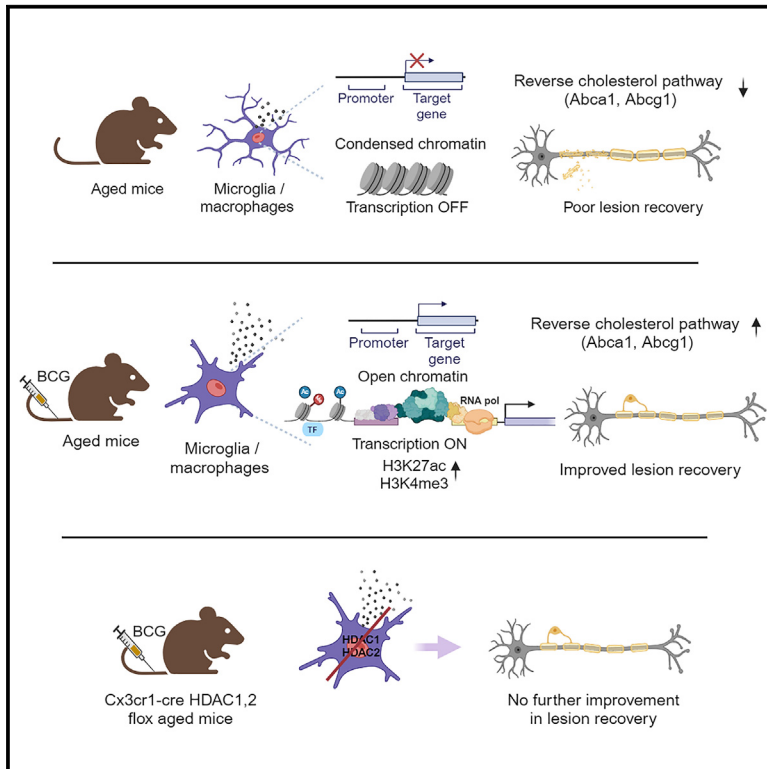 Promoter
Target
gene
Condensed chromatin
Transcription OFF
Reverse cholesterol pathway
(Abca1, Abcg1)
Aged mice
Microglia /
macrophages
Poor lesion recovery
BCG
Promoter
Target
gene
Open chromatin
Ac
Ac
TF
RNA pol
Transcription ON
H3K27ac
H3K4me3
Reverse cholesterol pathway
(Abca1, Abcg1)
Aged mice
Microglia /
macrophages
Improved lesion recovery
BCG
HDAC1
HDAC2
Cx3cr1-cre HDAC1,2
flox aged mice
No further improvement
in lesion recovery